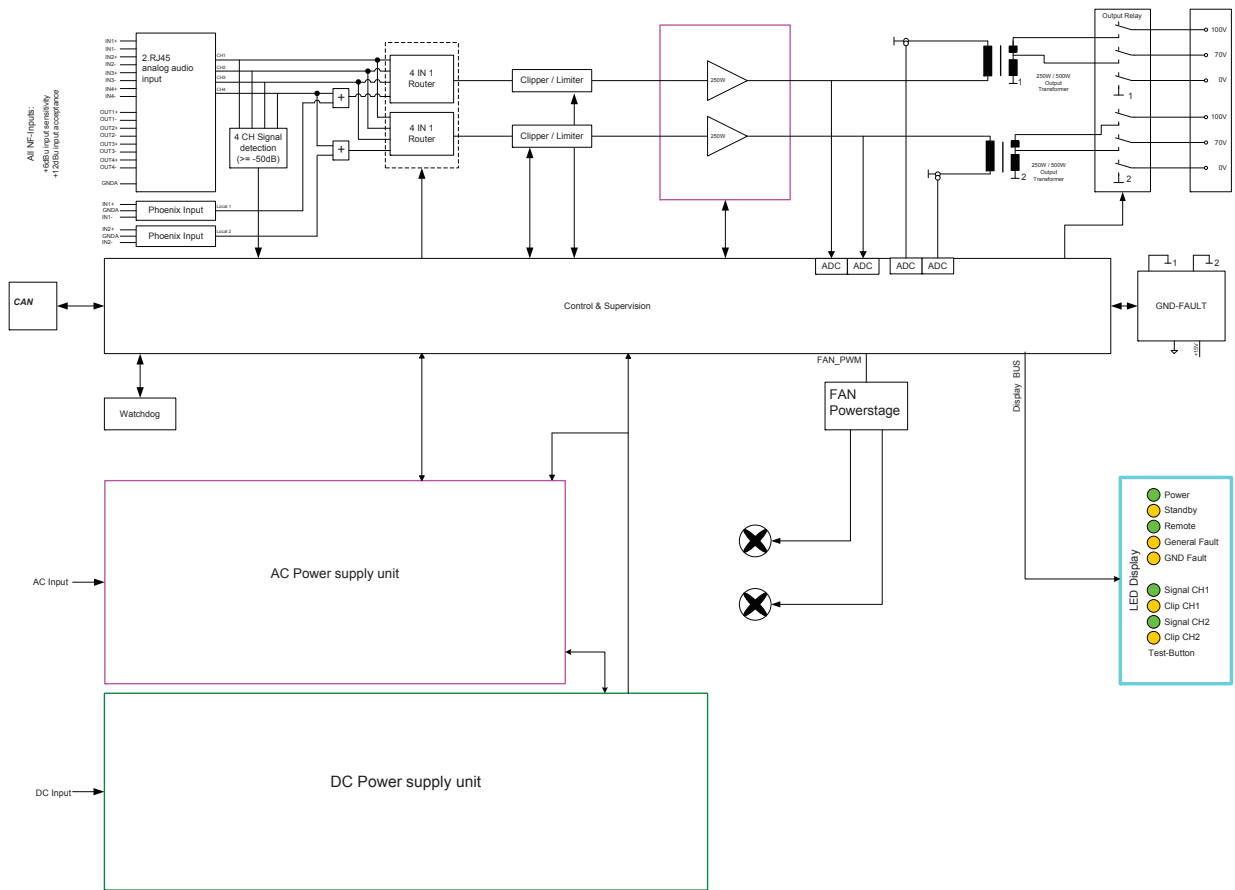 All NF-Inputs:
+6dBu input sensitivity
+12dBu input acceptance
IN1+
IN1-
IN2+
IN2-
IN3+
IN3-
IN4+
IN4-
OUT1+
OUT1-
OUT2+
OUT2-
OUT3+
OUT3-
OUT4+
OUT4-
GNDA
2.RJ45
analog audio
input
CH1
CH2
CH3
CH4
4 CH Signal
detection
(>= -50dB)
IN1+
GNDA
IN1-
Phoenix Input
Local 1
IN2+
GNDA
IN2-
Phoenix Input
Local 2
+
+
4 IN 1
Router
4 IN 1
Router
Clipper / Limiter
Clipper / Limiter
250W
250W
1
250W / 500W
Output
Transformer
2
250W / 500W
Output
Transformer
Output Relay
1
2
100V
70V
0V
100V
70V
0V
CAN
Control & Supervision
ADC
ADC
ADC
ADC
1
2
GND-FAULT
+15V
Watchdog
FAN_PWM
FAN
Powerstage
Display BUS
AC Input
AC Power supply unit
DC Input
DC Power supply unit
LED Display
Power
Standby
Remote
General Fault
GND Fault
Signal CH1
Clip CH1
Signal CH2
Clip CH2
Test-Button